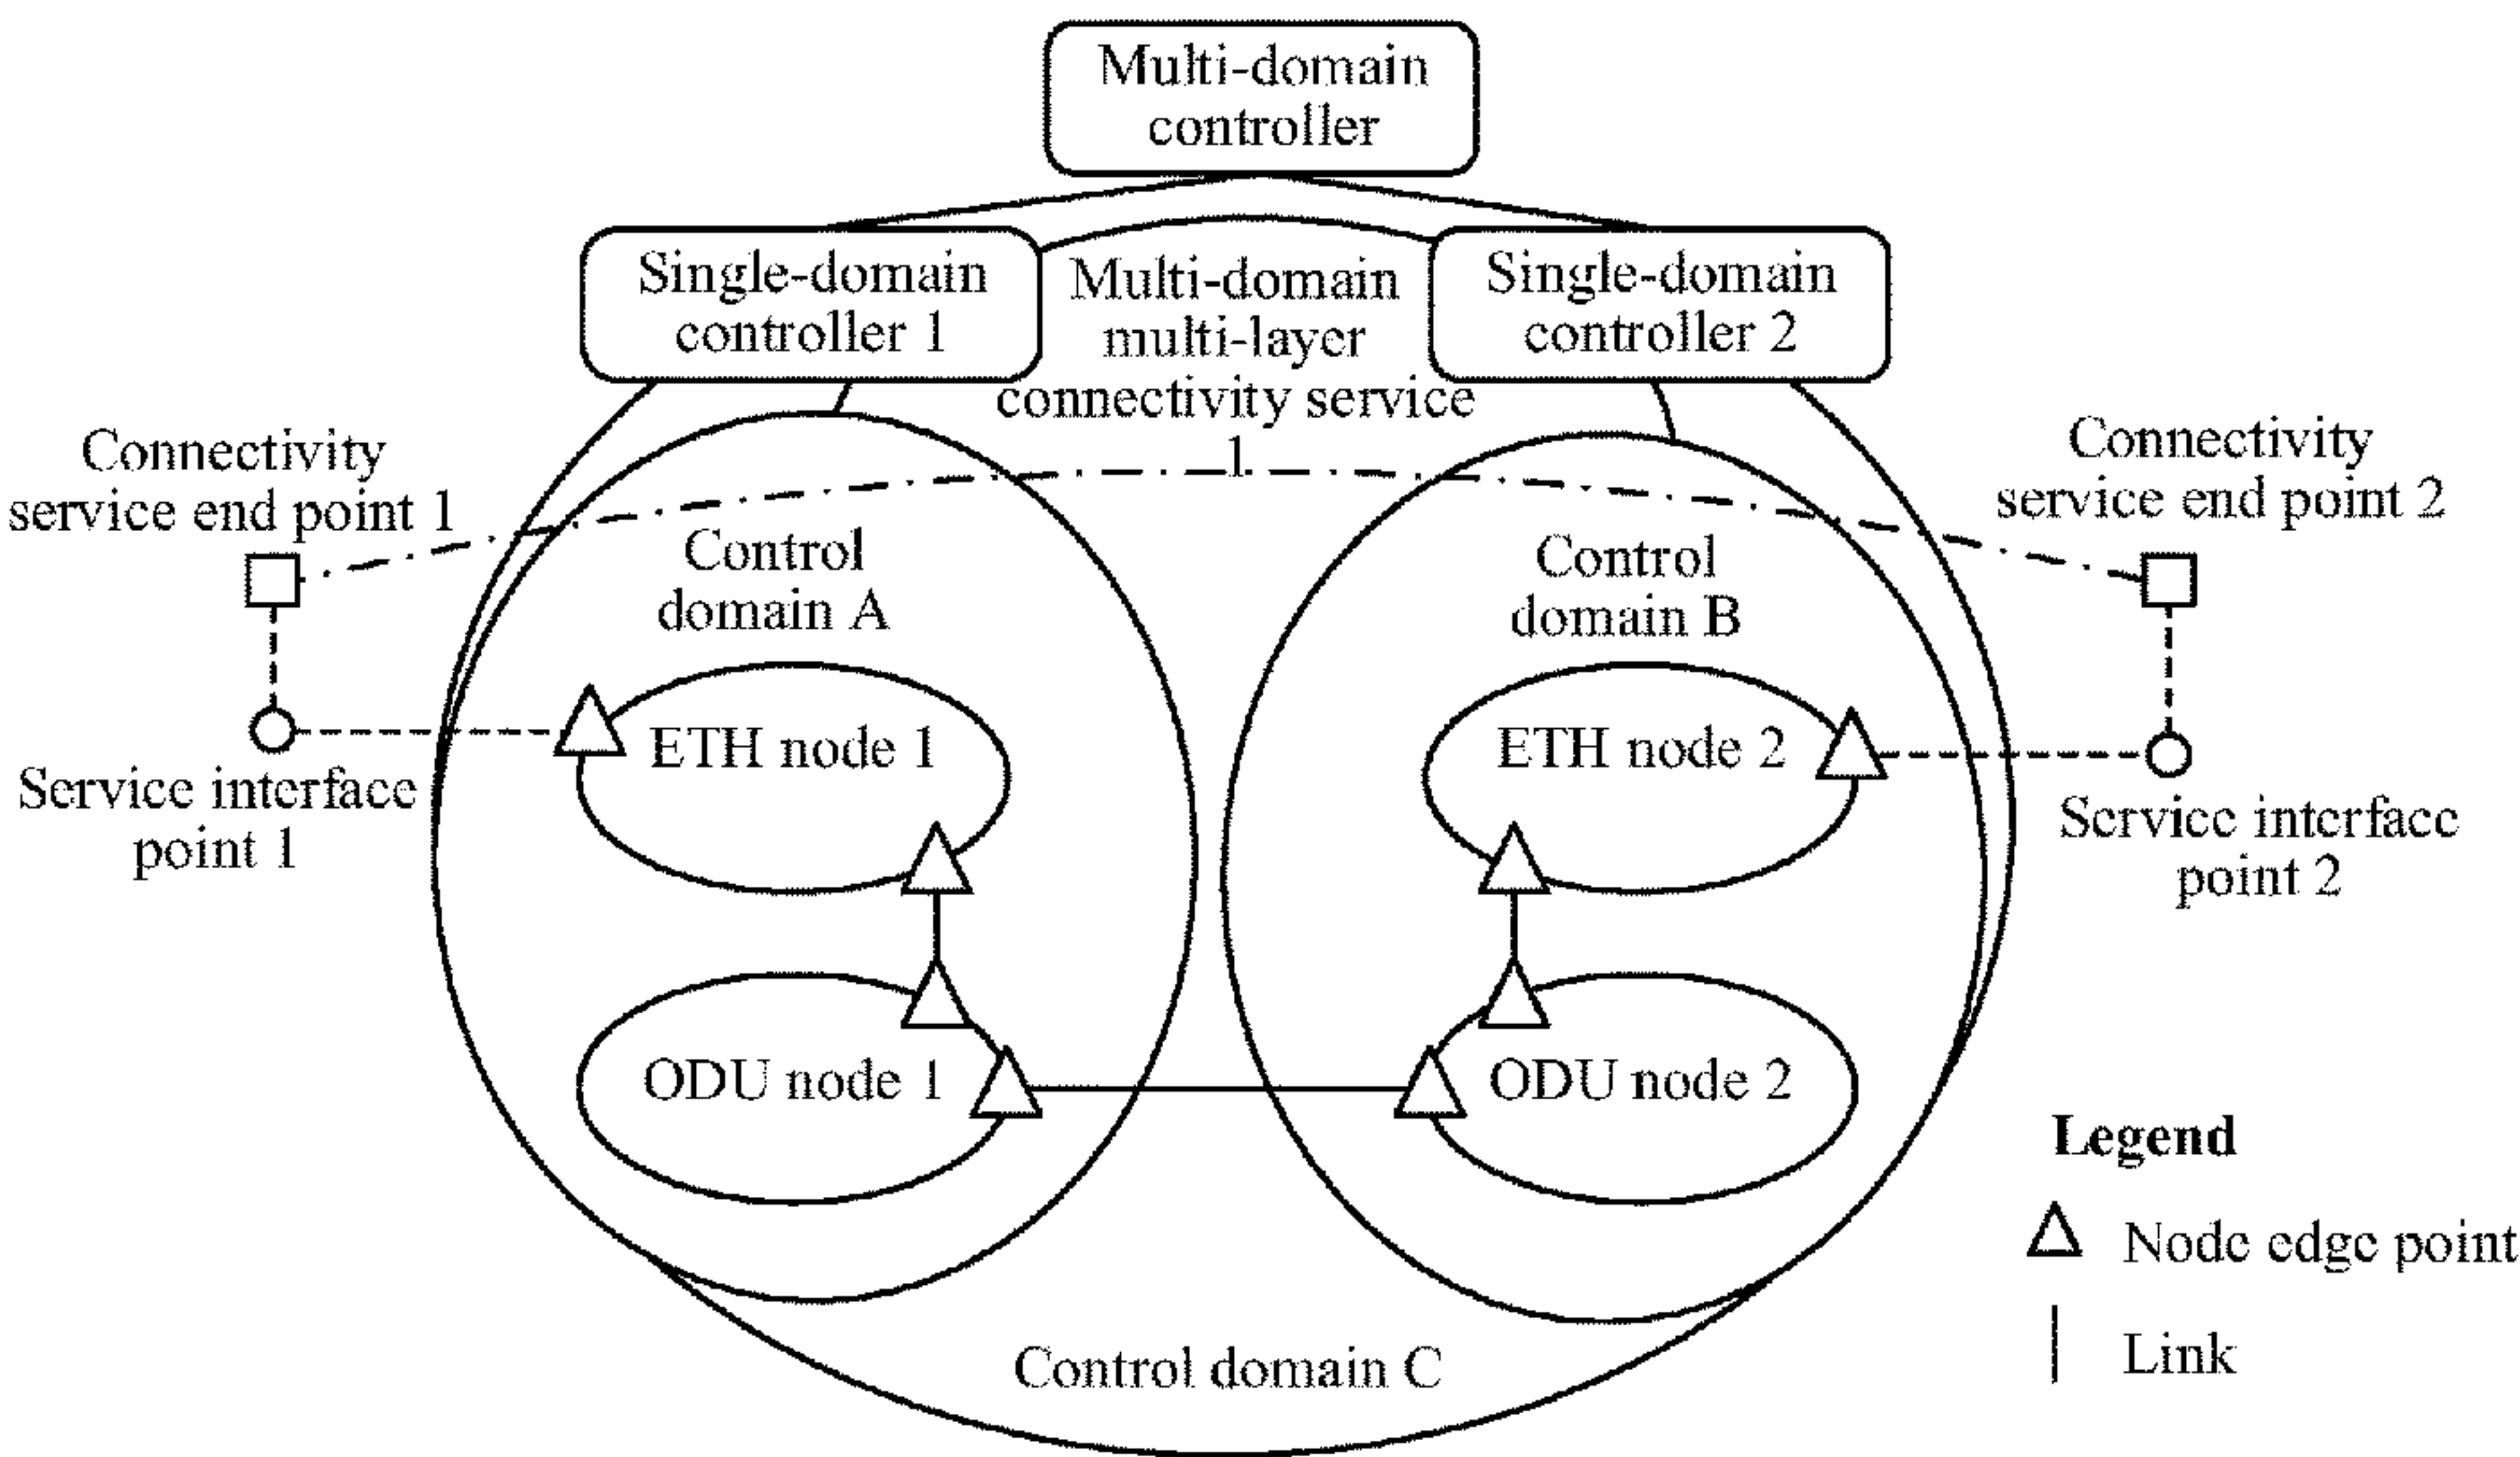 Multi-domain
controller
Single-domain
controller 1
Multi-domain
multi-layer
connectivity service
1
Single-domain
controller 2
Connectivity
service end point 1
Connectivity
service end point 2
Control
domain A
Control
domain B
ETH node 1
ETH node 2
Service interface
point 1
Service interface
point 2
ODU node 1
ODU node 2
Legend
Node edge point
Link
Control domain C